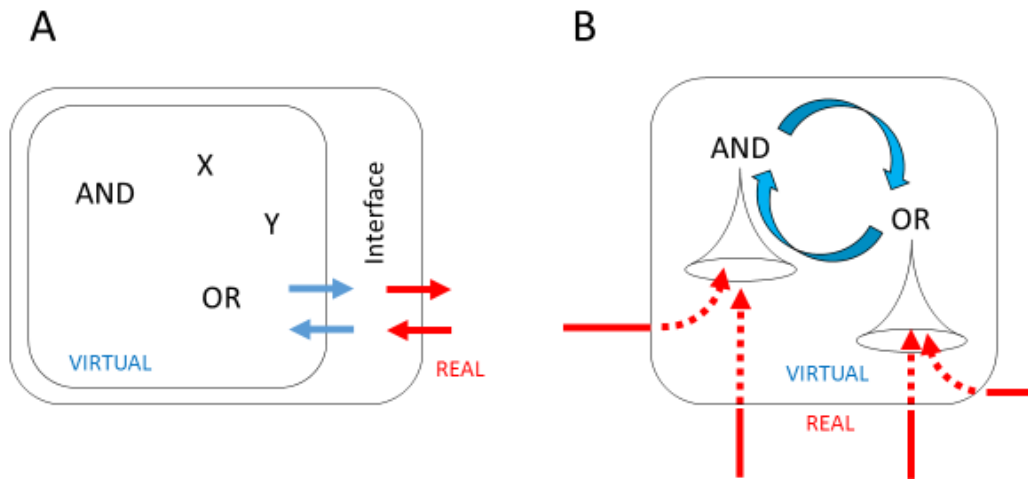 A
AND
X
Y
OR
Interface
VIRTUAL
REAL
B
AND
OR
VIRTUAL
REAL